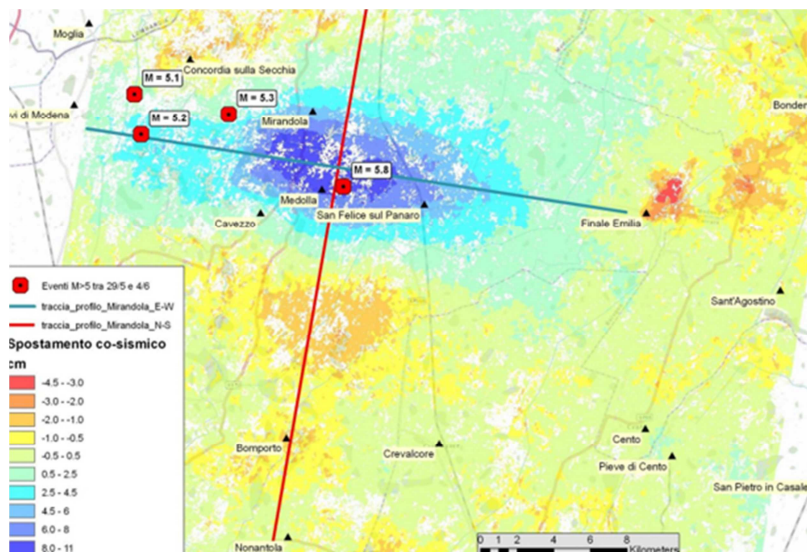 Moglia
Concordia sulla Secchia
M = 5.1
M = 5.3
ovi di Modena
M = 5.2
Mirandola
Bonden
M = 5.8
Medolla
San Felice sul Panaro
Cavezzo
Finale Emilia
Sant'Agostino
Eventi M>5 tra 29/5 e 4/6
traccia_profilo_Mirandola_E-W
traccia_profilo_Mirandola_N-S
Spostamento co-sismico
cm
-4.5 - -3.0
-3.0 - -2.0
-2.0 - -1.0
-1.0 - -0.5
-0.5 - 0.5
0.5 - 2.5
2.5 - 4.5
4.5 - 6
6.0 - 8
8.0 - 11
Bomporto
Crevalcore
Cento
Pieve di Cento
San Pietro in Casale
Nonantola
0 1 2 4 6 8
Kilometers